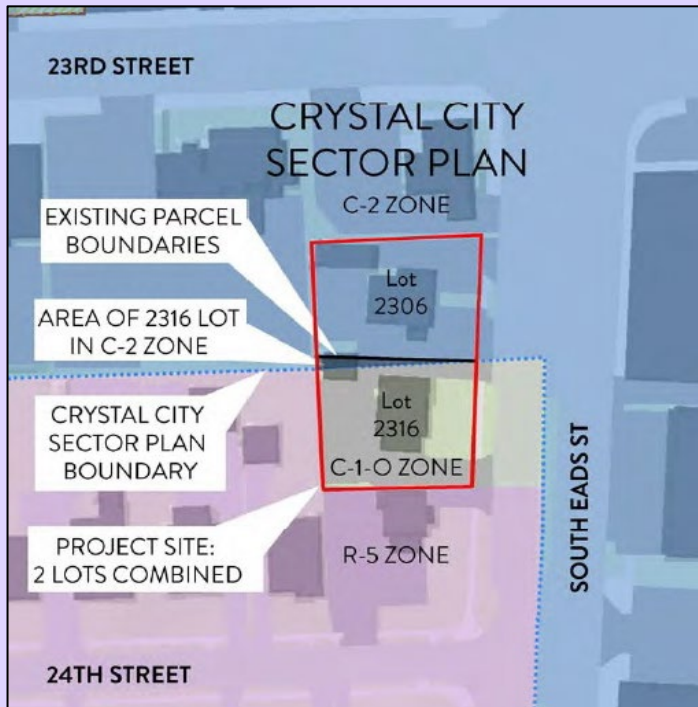 23RD STREET
CRYSTAL CITY
SECTOR PLAN
C-2 ZONE
EXISTING PARCEL
BOUNDARIES
Lot
2306
AREA OF 2316 LOT
IN C-2 ZONE
CRYSTAL CITY
SECTOR PLAN
BOUNDARY
Lot
2316
C-1-O ZONE
PROJECT SITE:
2 LOTS COMBINED
R-5 ZONE
SOUTH EADS ST
24TH STREET